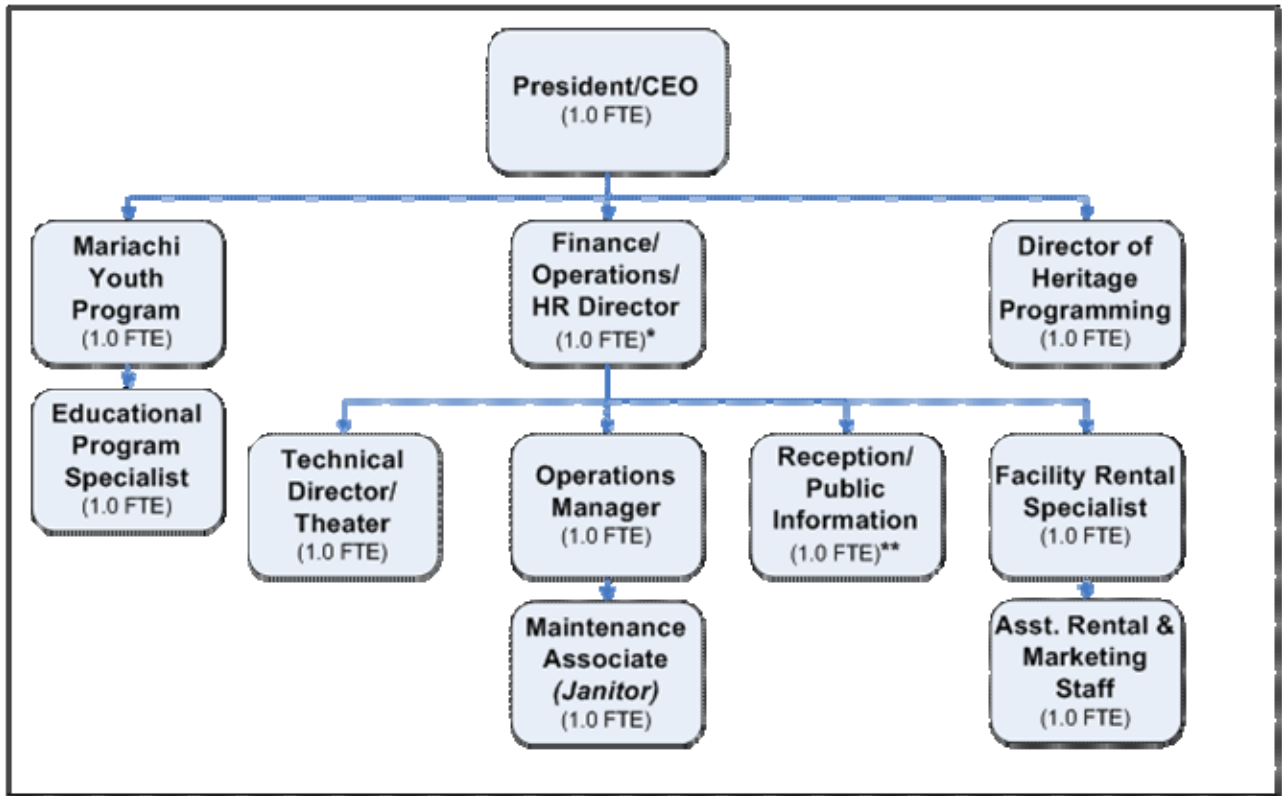 President/CEO
(1.0 FTE)
Mariachi
Youth
Program
(1.0 FTE)
Finance/
Operations/
HR Director
(1.0 FTE)*
Director of
Heritage
Programming
(1.0 FTE)
Educational
Program
Specialist
(1.0 FTE)
Technical
Director/
Theater
(1.0 FTE)
Operations
Manager
(1.0 FTE)
Reception/
Public
Information
(1.0 FTE)**
Facility Rental
Specialist
(1.0 FTE)
Maintenance
Associate
(Janitor)
(1.0 FTE)
Asst. Rental &
Marketing
Staff
(1.0 FTE)